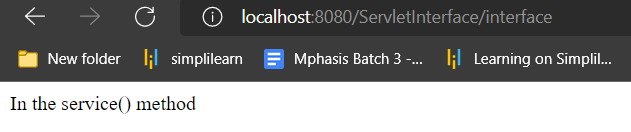 localhost:8080/ServletInterface/interface
New folder
simplilearn
Mphasis Batch 3 -...
Learning on Simplil...
In the service() method